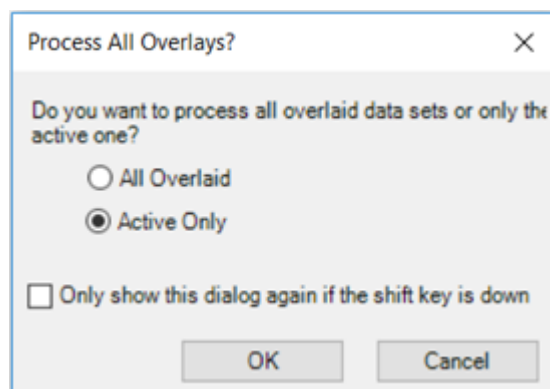 Process All Overlays?
Do you want to process all overlaid data sets or only the
active one?
All Overlaid
Active Only
Only show this dialog again if the shift key is down
OK
Cancel